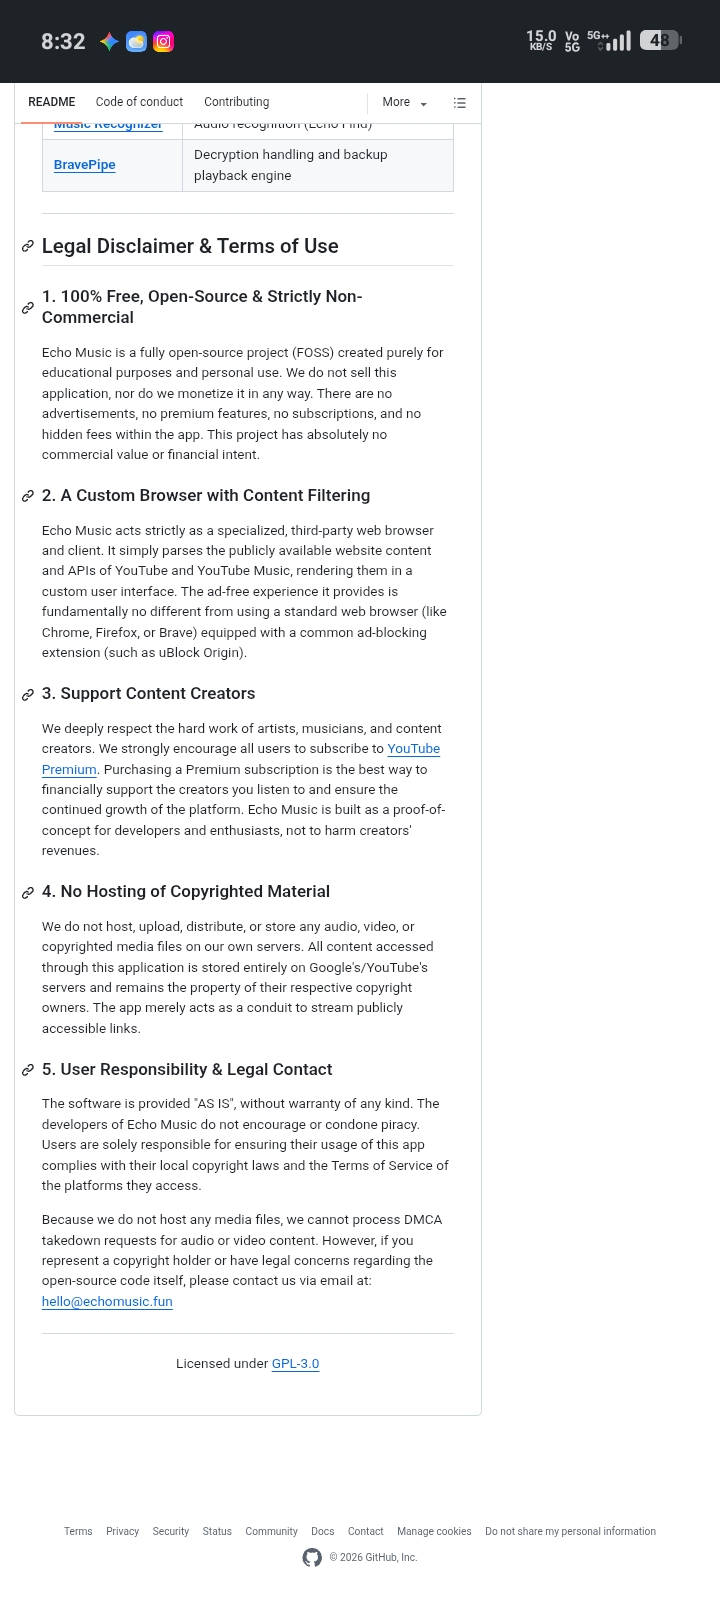 8:32
15.0
KB/S
Vo
5G
5G++
48
README
Code of conduct
Contributing
More
Music Recognizer
Audio recognition (Echo Find)
BravePipe
Decryption handling and backup
playback engine
Legal Disclaimer & Terms of Use
1. 100% Free, Open-Source & Strictly Non-
Commercial
Echo Music is a fully open-source project (FOSS) created purely for
educational purposes and personal use. We do not sell this
application, nor do we monetize it in any way. There are no
advertisements, no premium features, no subscriptions, and no
hidden fees within the app. This project has absolutely no
commercial value or financial intent.
2. A Custom Browser with Content Filtering
Echo Music acts strictly as a specialized, third-party web browser
and client. It simply parses the publicly available website content
and APIs of YouTube and YouTube Music, rendering them in a
custom user interface. The ad-free experience it provides is
fundamentally no different from using a standard web browser (like
Chrome, Firefox, or Brave) equipped with a common ad-blocking
extension (such as uBlock Origin).
3. Support Content Creators
We deeply respect the hard work of artists, musicians, and content
creators. We strongly encourage all users to subscribe to YouTube
Premium. Purchasing a Premium subscription is the best way to
financially support the creators you listen to and ensure the
continued growth of the platform. Echo Music is built as a proof-of-
concept for developers and enthusiasts, not to harm creators'
revenues.
4. No Hosting of Copyrighted Material
We do not host, upload, distribute, or store any audio, video, or
copyrighted media files on our own servers. All content accessed
through this application is stored entirely on Google's/YouTube's
servers and remains the property of their respective copyright
owners. The app merely acts as a conduit to stream publicly
accessible links.
5. User Responsibility & Legal Contact
The software is provided "AS IS", without warranty of any kind. The
developers of Echo Music do not encourage or condone piracy.
Users are solely responsible for ensuring their usage of this app
complies with their local copyright laws and the Terms of Service of
the platforms they access.
Because we do not host any media files, we cannot process DMCA
takedown requests for audio or video content. However, if you
represent a copyright holder or have legal concerns regarding the
open-source code itself, please contact us via email at:
hello@echomusic.fun
Licensed under GPL-3.0
Terms Privacy Security Status Community Docs Contact Manage cookies Do not share my personal information
© 2026 GitHub, Inc.